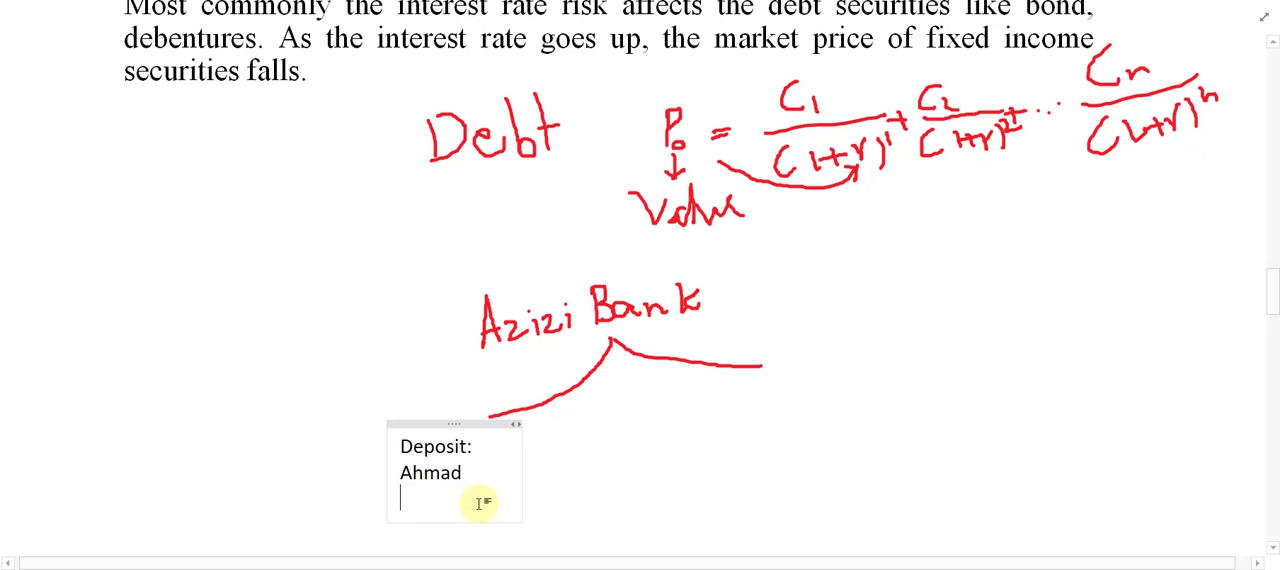 Most commonly the interest rate risk affects the debt securities like bond,
debentures. As the interest rate goes up, the market price of fixed income
securities falls.
Debt P₀ = C₁/(1+r)¹ + C₂/(1+r)² + ... Cn/(1+r)ⁿ
Value
Azizi Bank
Deposit:
Ahmad